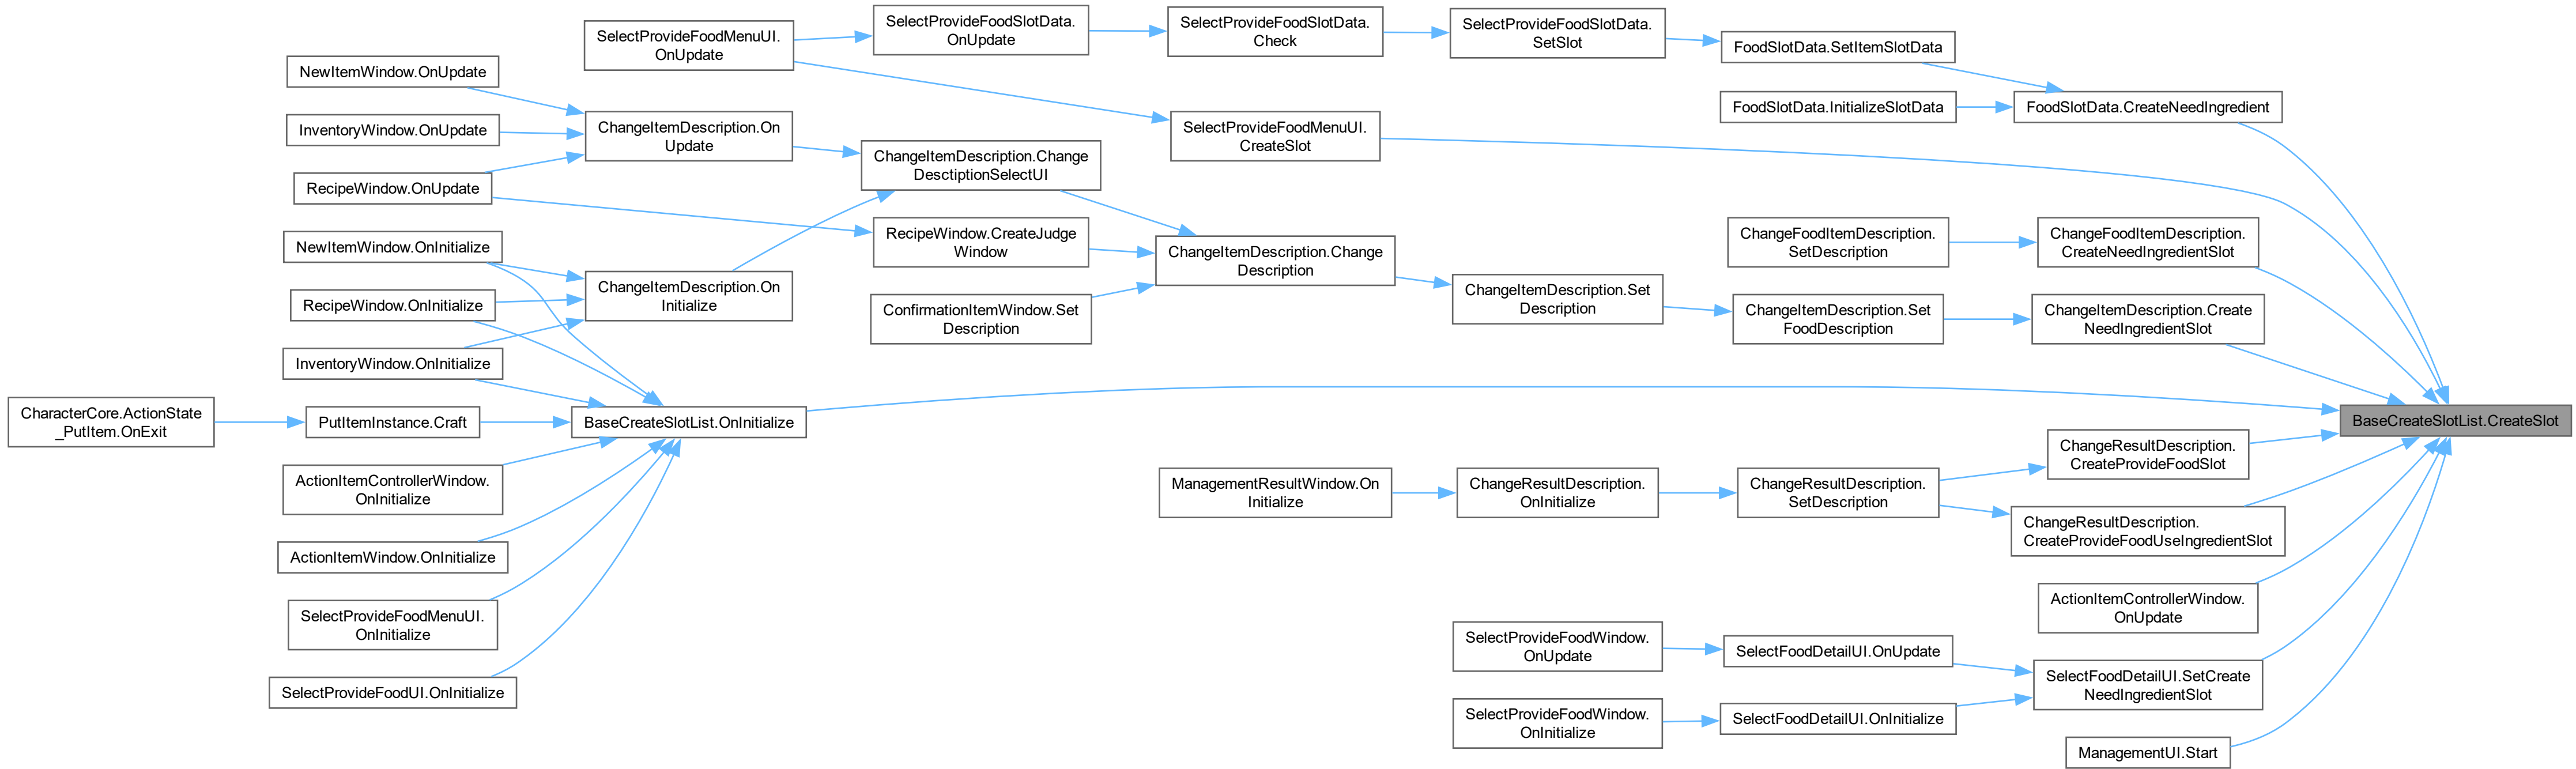 SelectProvideFoodMenuUI.
OnUpdate
SelectProvideFoodSlotData.
OnUpdate
SelectProvideFoodSlotData.
Check
SelectProvideFoodSlotData.
SetSlot
FoodSlotData.SetItemSlotData
NewItemWindow.OnUpdate
InventoryWindow.OnUpdate
RecipeWindow.OnUpdate
ChangeItemDescription.On
Update
SelectProvideFoodMenuUI.
CreateSlot
FoodSlotData.InitializeSlotData
FoodSlotData.CreateNeedIngredient
ChangeItemDescription.Change
DesctiptionSelectUI
NewItemWindow.OnInitialize
RecipeWindow.OnInitialize
InventoryWindow.OnInitialize
ChangeItemDescription.On
Initialize
RecipeWindow.CreateJudge
Window
ConfirmationItemWindow.Set
Description
ChangeItemDescription.Change
Description
ChangeItemDescription.Set
Description
ChangeFoodItemDescription.
SetDescription
ChangeItemDescription.Set
FoodDescription
ChangeFoodItemDescription.
CreateNeedIngredientSlot
ChangeItemDescription.Create
NeedIngredientSlot
CharacterCore.ActionState
_PutItem.OnExit
PutItemInstance.Craft
BaseCreateSlotList.OnInitialize
BaseCreateSlotList.CreateSlot
ActionItemControllerWindow.
OnInitialize
ActionItemWindow.OnInitialize
SelectProvideFoodMenuUI.
OnInitialize
SelectProvideFoodUI.OnInitialize
ManagementResultWindow.On
Initialize
ChangeResultDescription.
OnInitialize
ChangeResultDescription.
SetDescription
ChangeResultDescription.
CreateProvideFoodSlot
ChangeResultDescription.
CreateProvideFoodUseIngredientSlot
ActionItemControllerWindow.
OnUpdate
SelectProvideFoodWindow.
OnUpdate
SelectFoodDetailUI.OnUpdate
SelectFoodDetailUI.SetCreate
NeedIngredientSlot
SelectProvideFoodWindow.
OnInitialize
SelectFoodDetailUI.OnInitialize
ManagementUI.Start